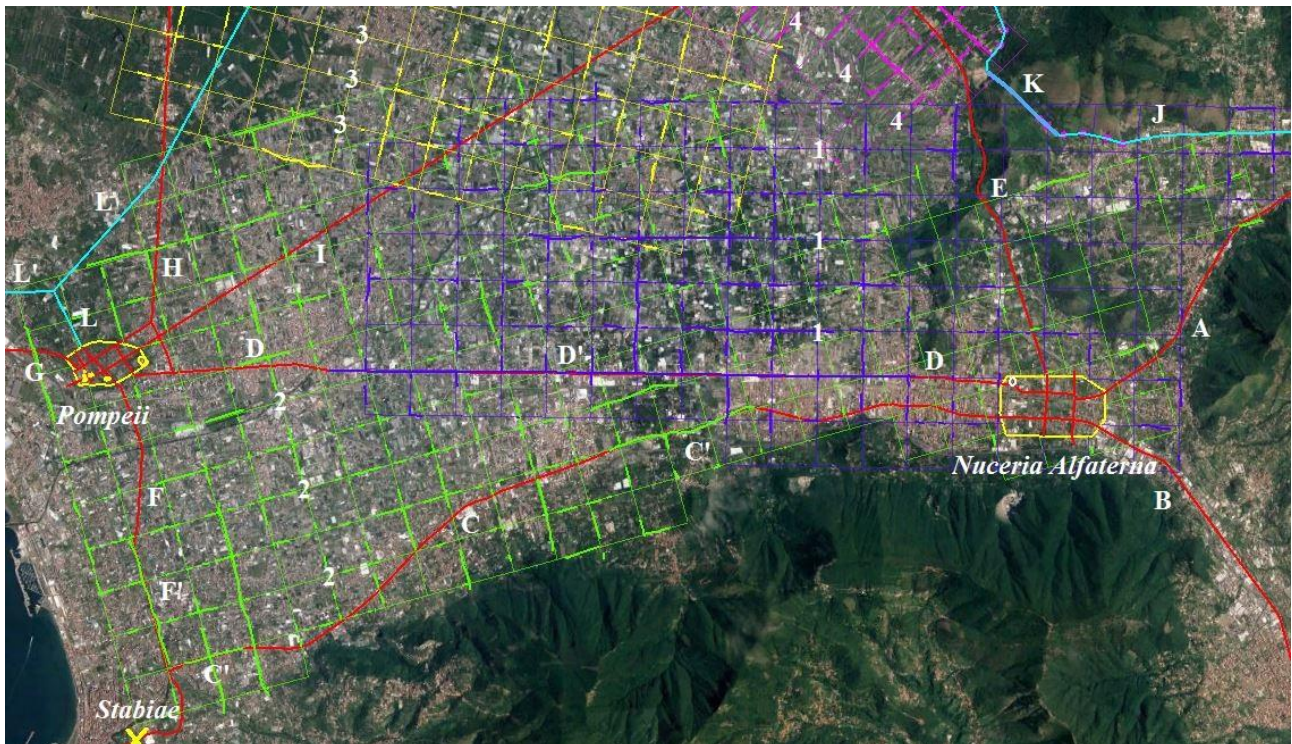 3
4
3
4
K
3
4
J
1
L'
E
L'
H
I
1
L
1
A
G
D
D'
D
Pompeii
2
C'
Nuceria Alfaterna
F
2
C
B
2
F'
C'
Stabiae